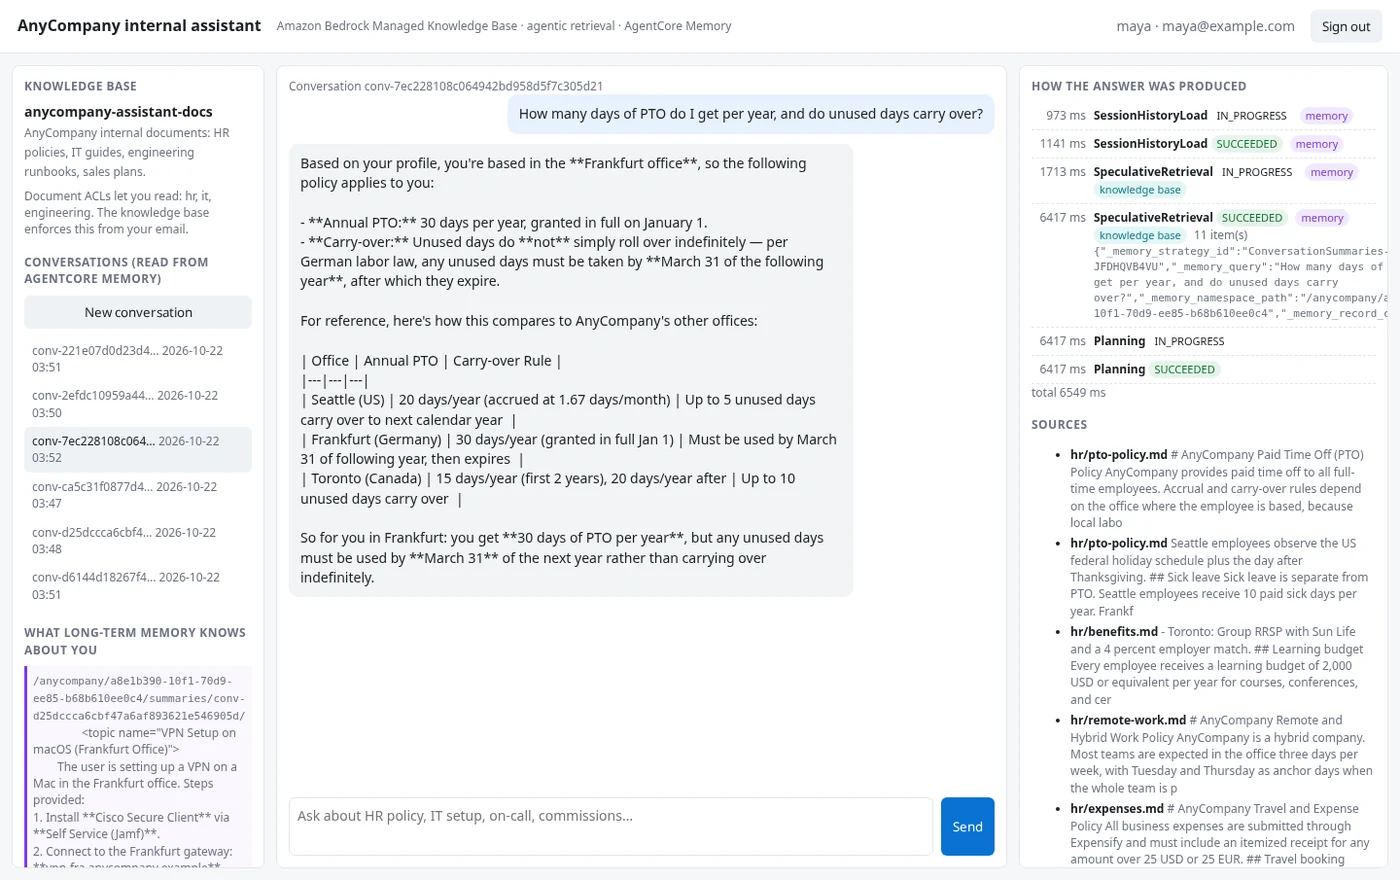 AnyCompany internal assistant
Amazon Bedrock Managed Knowledge Base · agentic retrieval · AgentCore Memory
maya · maya@example.com
Sign out
KNOWLEDGE BASE
anycompany-assistant-docs
AnyCompany internal documents: HR
policies, IT guides, engineering
runbooks, sales plans.
Document ACLs let you read: hr, it,
engineering. The knowledge base
enforces this from your email.
CONVERSATIONS (READ FROM
AGENTCORE MEMORY)
New conversation
conv-221e07d0d23d4... 2026-10-22
03:51
conv-2efdc10959a44... 2026-10-22
03:50
conv-7ec228108c064... 2026-10-22
03:52
conv-ca5c31f0877d4... 2026-10-22
03:47
conv-d25dccca6cbf4... 2026-10-22
03:48
conv-d6144d18267f4... 2026-10-22
03:51
WHAT LONG-TERM MEMORY KNOWS
ABOUT YOU
/anycompany/a8e1b390-10f1-70d9-
ee85-b68b610ee0c4/summaries/conv-
d25dccca6cbf47a6af893621e546905d/
<topic name="VPN Setup on
macOS (Frankfurt Office)">
The user is setting up a VPN on a
Mac in the Frankfurt office. Steps
provided:
1. Install **Cisco Secure Client** via
**Self Service (Jamf)**.
2. Connect to the Frankfurt gateway:
**vpn-fra.anycompany.example**
Conversation conv-7ec228108c064942bd958d5f7c305d21
How many days of PTO do I get per year, and do unused days carry over?
Based on your profile, you're based in the **Frankfurt office**, so the following
policy applies to you:
- **Annual PTO:** 30 days per year, granted in full on January 1.
- **Carry-over:** Unused days do **not** simply roll over indefinitely — per
German labor law, any unused days must be taken by **March 31 of the following
year**, after which they expire.
For reference, here's how this compares to AnyCompany's other offices:
| Office | Annual PTO | Carry-over Rule |
|---|---|---|
| Seattle (US) | 20 days/year (accrued at 1.67 days/month) | Up to 5 unused days
carry over to next calendar year |
| Frankfurt (Germany) | 30 days/year (granted in full Jan 1) | Must be used by March
31 of following year, then expires |
| Toronto (Canada) | 15 days/year (first 2 years), 20 days/year after | Up to 10
unused days carry over |
So for you in Frankfurt: you get **30 days of PTO per year**, but any unused days
must be used by **March 31** of the next year rather than carrying over
indefinitely.
Ask about HR policy, IT setup, on-call, commissions...
Send
HOW THE ANSWER WAS PRODUCED
973 ms SessionHistoryLoad IN_PROGRESS memory
1141 ms SessionHistoryLoad SUCCEEDED memory
1713 ms SpeculativeRetrieval IN_PROGRESS memory
knowledge base
6417 ms SpeculativeRetrieval SUCCEEDED memory
knowledge base 11 item(s)
{"_memory_strategy_id":"ConversationSummaries-
JFDHQVB4VU","_memory_query":"How many days of
get per year, and do unused days carry
over?","_memory_namespace_path":"/anycompany/a
10f1-70d9-ee85-b68b610ee0c4","_memory_record_c
6417 ms Planning IN_PROGRESS
6417 ms Planning SUCCEEDED
total 6549 ms
SOURCES
• hr/pto-policy.md # AnyCompany Paid Time Off (PTO)
Policy AnyCompany provides paid time off to all full-
time employees. Accrual and carry-over rules depend
on the office where the employee is based, because
local labo
• hr/pto-policy.md Seattle employees observe the US
federal holiday schedule plus the day after
Thanksgiving. ## Sick leave Sick leave is separate from
PTO. Seattle employees receive 10 paid sick days per
year. Frankf
• hr/benefits.md - Toronto: Group RRSP with Sun Life
and a 4 percent employer match. ## Learning budget
Every employee receives a learning budget of 2,000
USD or equivalent per year for courses, conferences,
and cer
• hr/remote-work.md # AnyCompany Remote and
Hybrid Work Policy AnyCompany is a hybrid company.
Most teams are expected in the office three days per
week, with Tuesday and Thursday as anchor days when
the whole team is p
• hr/expenses.md # AnyCompany Travel and Expense
Policy All business expenses are submitted through
Expensify and must include an itemized receipt for any
amount over 25 USD or 25 EUR. ## Travel booking